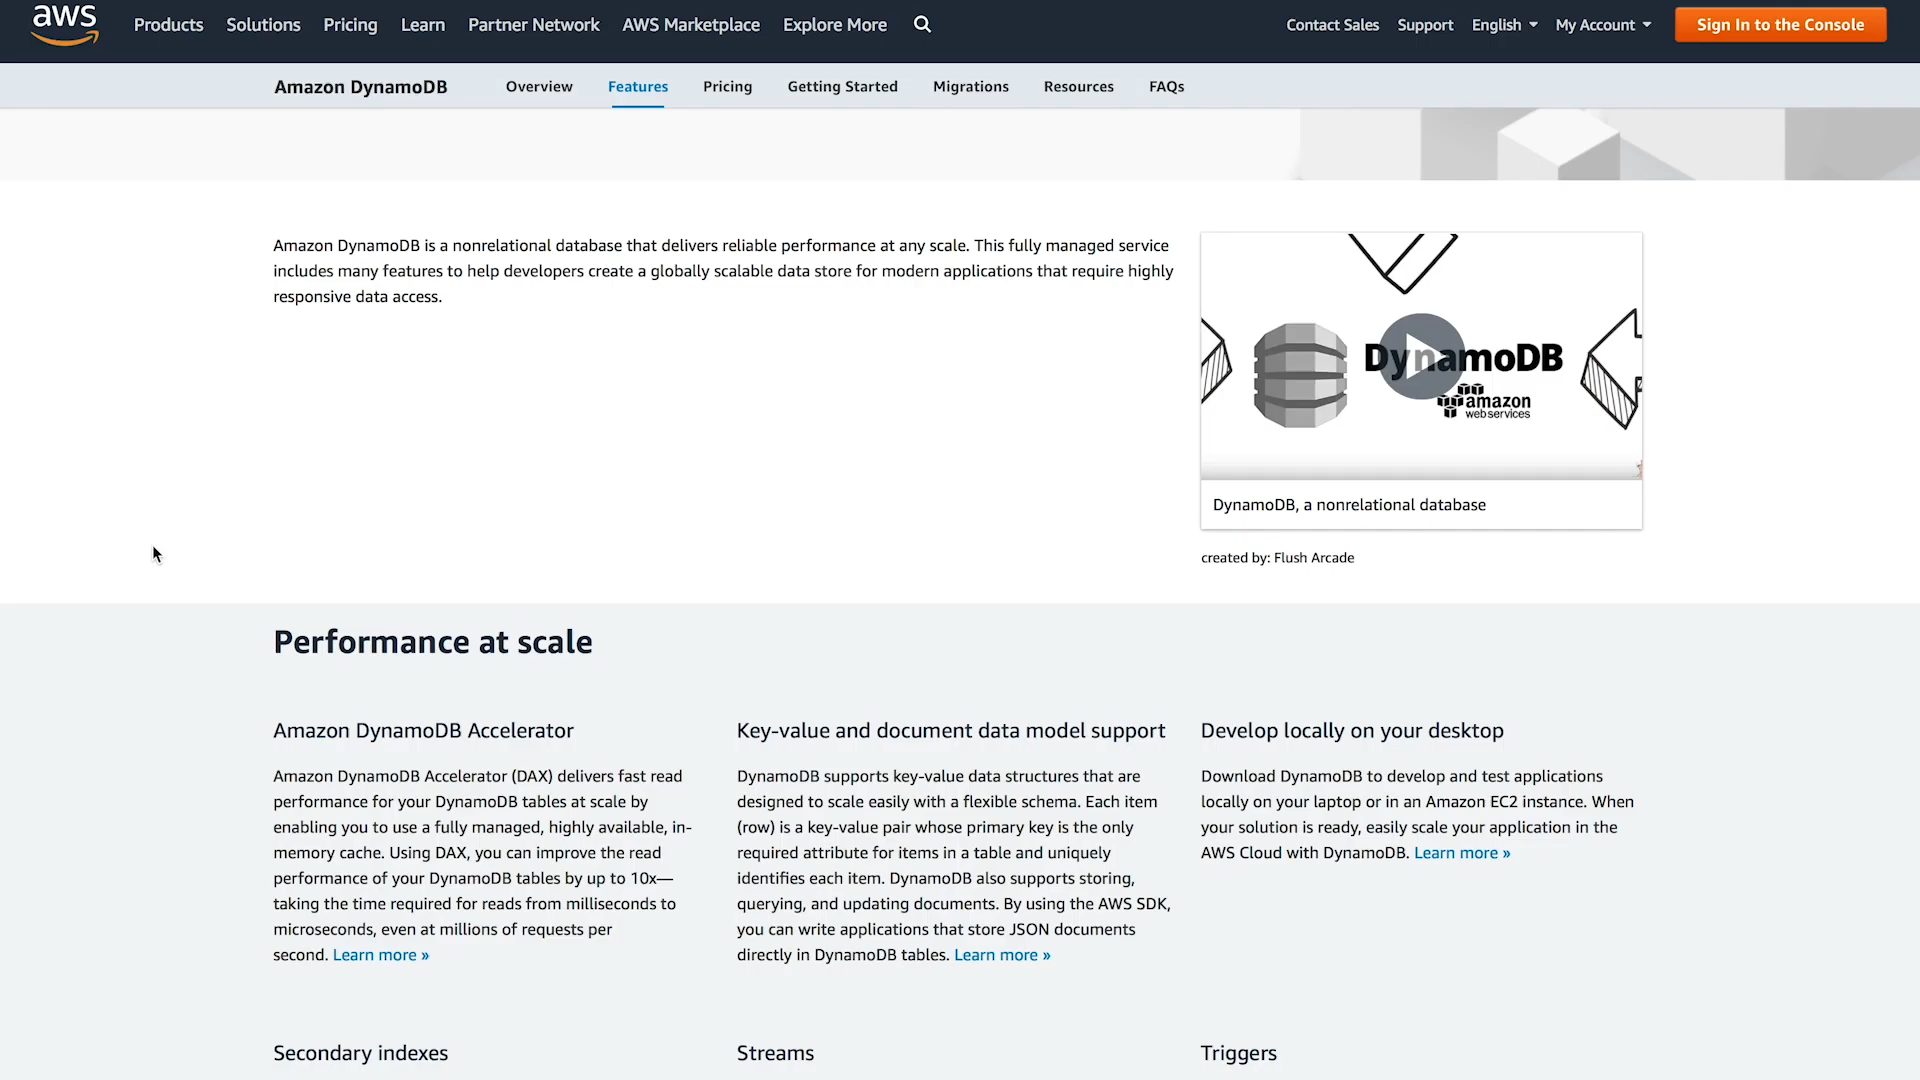 aws
Products Solutions Pricing Learn Partner Network AWS Marketplace Explore More
Contact Sales Support English My Account Sign In to the Console
Amazon DynamoDB Overview Features Pricing Getting Started Migrations Resources FAQs
Amazon DynamoDB is a nonrelational database that delivers reliable performance at any scale. This fully managed service
includes many features to help developers create a globally scalable data store for modern applications that require highly
responsive data access.
DynamoDB
amazon
webservices
DynamoDB, a nonrelational database
created by: Flush Arcade
Performance at scale
Amazon DynamoDB Accelerator
Amazon DynamoDB Accelerator (DAX) delivers fast read
performance for your DynamoDB tables at scale by
enabling you to use a fully managed, highly available, in-
memory cache. Using DAX, you can improve the read
performance of your DynamoDB tables by up to 10x—
taking the time required for reads from milliseconds to
microseconds, even at millions of requests per
second. Learn more »
Key-value and document data model support
DynamoDB supports key-value data structures that are
designed to scale easily with a flexible schema. Each item
(row) is a key-value pair whose primary key is the only
required attribute for items in a table and uniquely
identifies each item. DynamoDB also supports storing,
querying, and updating documents. By using the AWS SDK,
you can write applications that store JSON documents
directly in DynamoDB tables. Learn more »
Develop locally on your desktop
Download DynamoDB to develop and test applications
locally on your laptop or in an Amazon EC2 instance. When
your solution is ready, easily scale your application in the
AWS Cloud with DynamoDB. Learn more »
Secondary indexes
Streams
Triggers